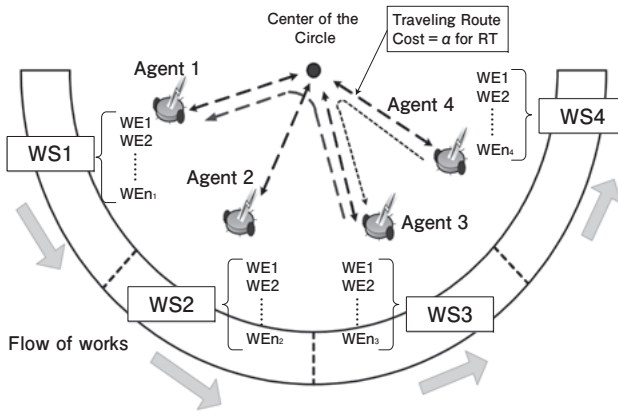 Center of the
Circle
Traveling Route
Cost = α for RT
Agent 1
Agent 4
WE1
WE2
WEn₁
WS1
WE1
WE2
WEn₄
WS4
Agent 2
Agent 3
WS2
WE1
WE2
WEn₂
WE1
WE2
WEn₃
WS3
Flow of works